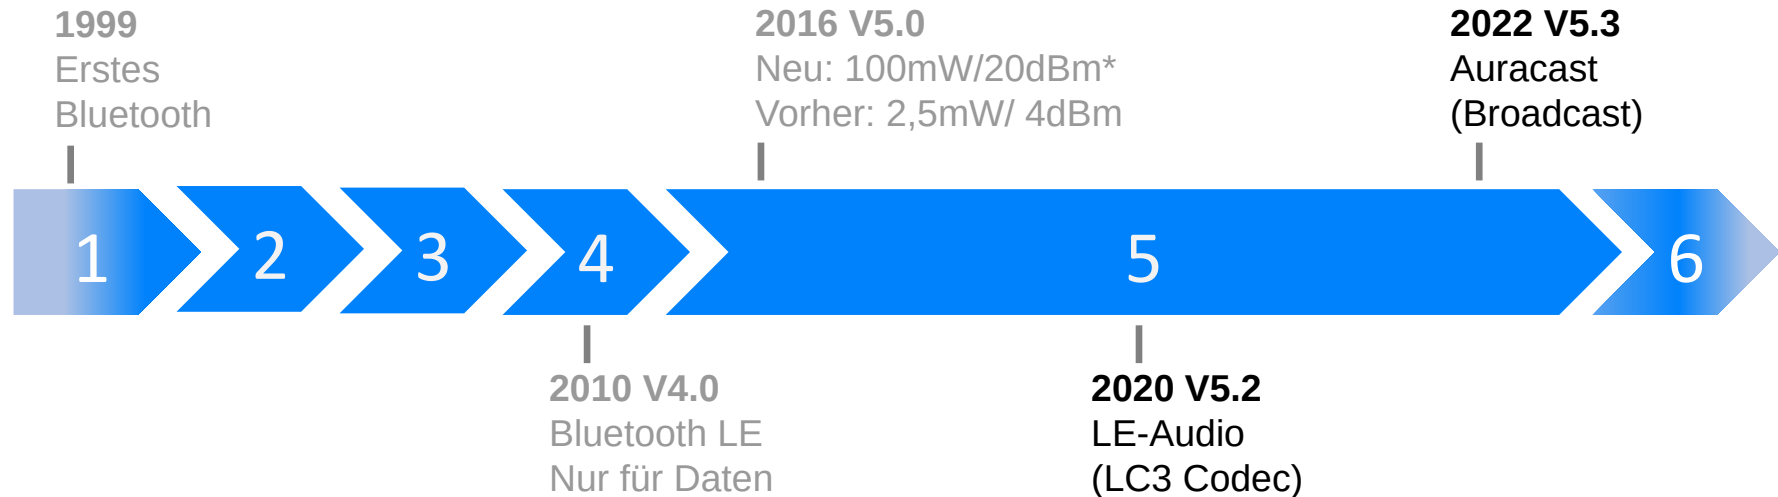 1999
Erstes
Bluetooth
2016 V5.0
Neu: 100mW/20dBm*
Vorher: 2,5mW/ 4dBm
2022 V5.3
Auracast
(Broadcast)
1
2
3
4
5
6
2010 V4.0
Bluetooth LE
Nur für Daten
2020 V5.2
LE-Audio
(LC3 Codec)